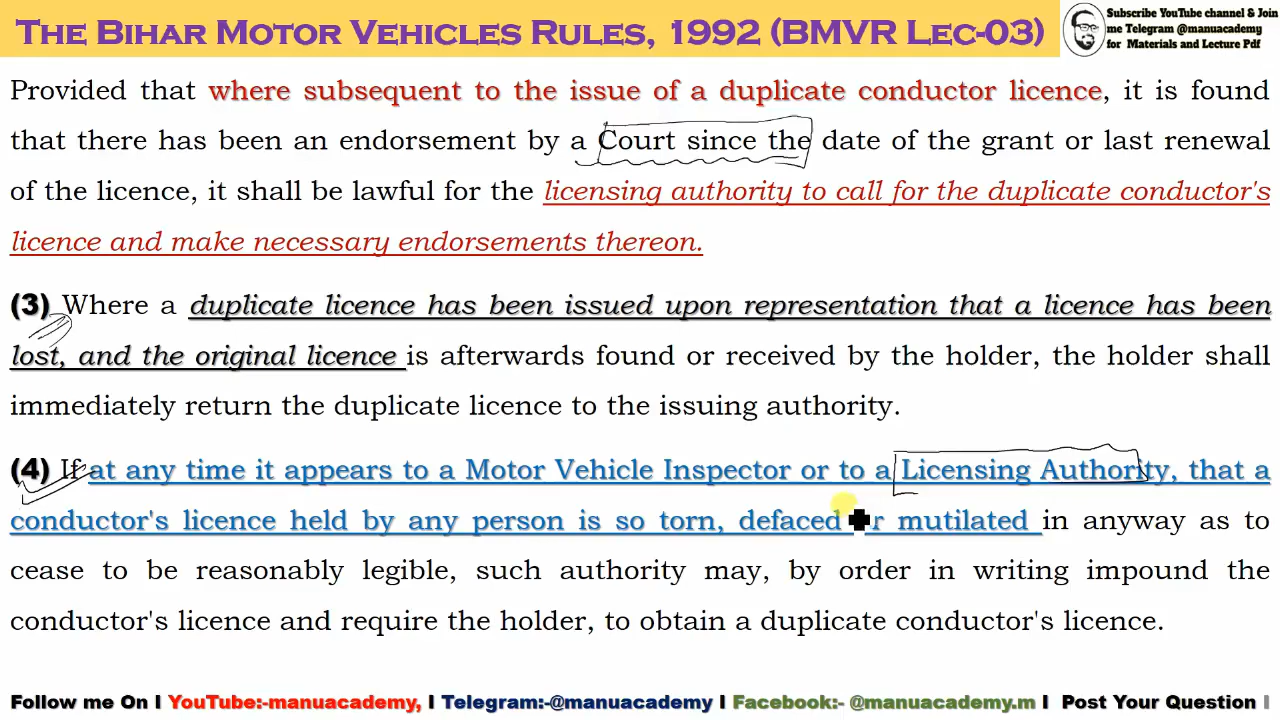 The Bihar Motor Vehicles Rules, 1992 (BMVR Lec-03)
Subscribe YouTube channel & Join
me Telegram @manuacademy
for Materials and Lecture Pdf
Provided that where subsequent to the issue of a duplicate conductor licence, it is found
that there has been an endorsement by a Court since the date of the grant or last renewal
of the licence, it shall be lawful for the licensing authority to call for the duplicate conductor's
licence and make necessary endorsements thereon.
(3) Where a duplicate licence has been issued upon representation that a licence has been
lost, and the original licence is afterwards found or received by the holder, the holder shall
immediately return the duplicate licence to the issuing authority.
(4) If at any time it appears to a Motor Vehicle Inspector or to a Licensing Authority, that a
conductor's licence held by any person is so torn, defaced r mutilated in anyway as to
cease to be reasonably legible, such authority may, by order in writing impound the
conductor's licence and require the holder, to obtain a duplicate conductor's licence.
Follow me On I YouTube:-manuacademy, I Telegram:-@manuacademy I Facebook:- @manuacademy.m I Post Your Question I